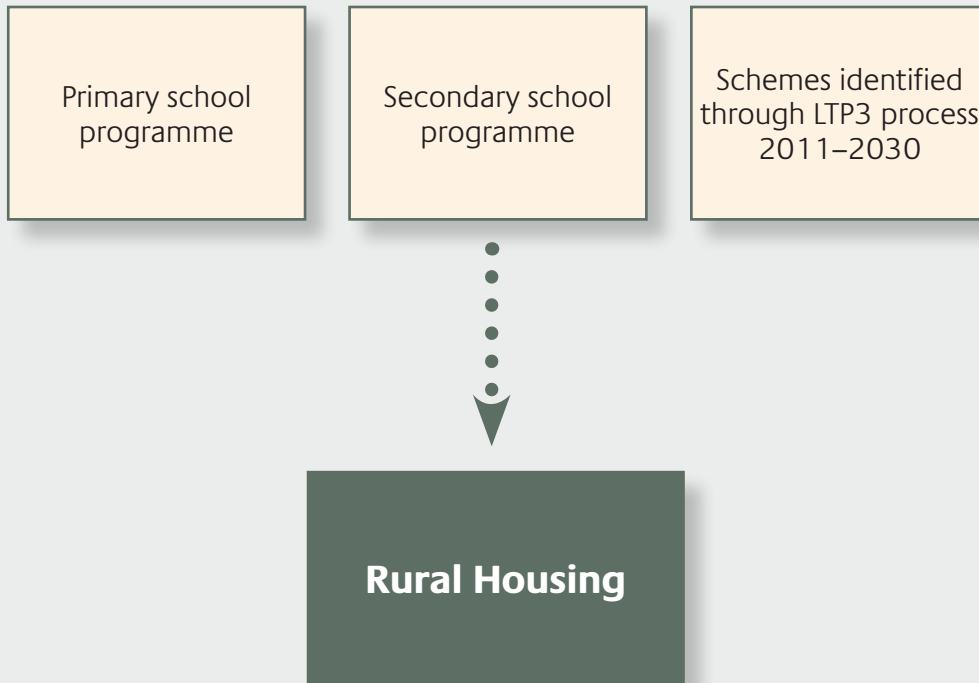 Primary school
programme
Secondary school
programme
Schemes identified
through LTP3 process
2011–2030
Rural Housing